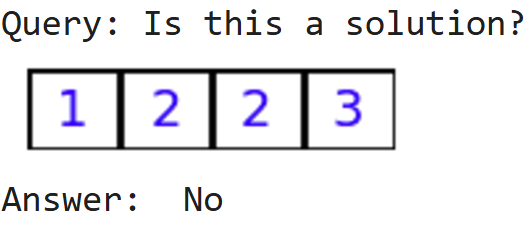 Query: Is this a solution?
1 2 2 3
Answer: No